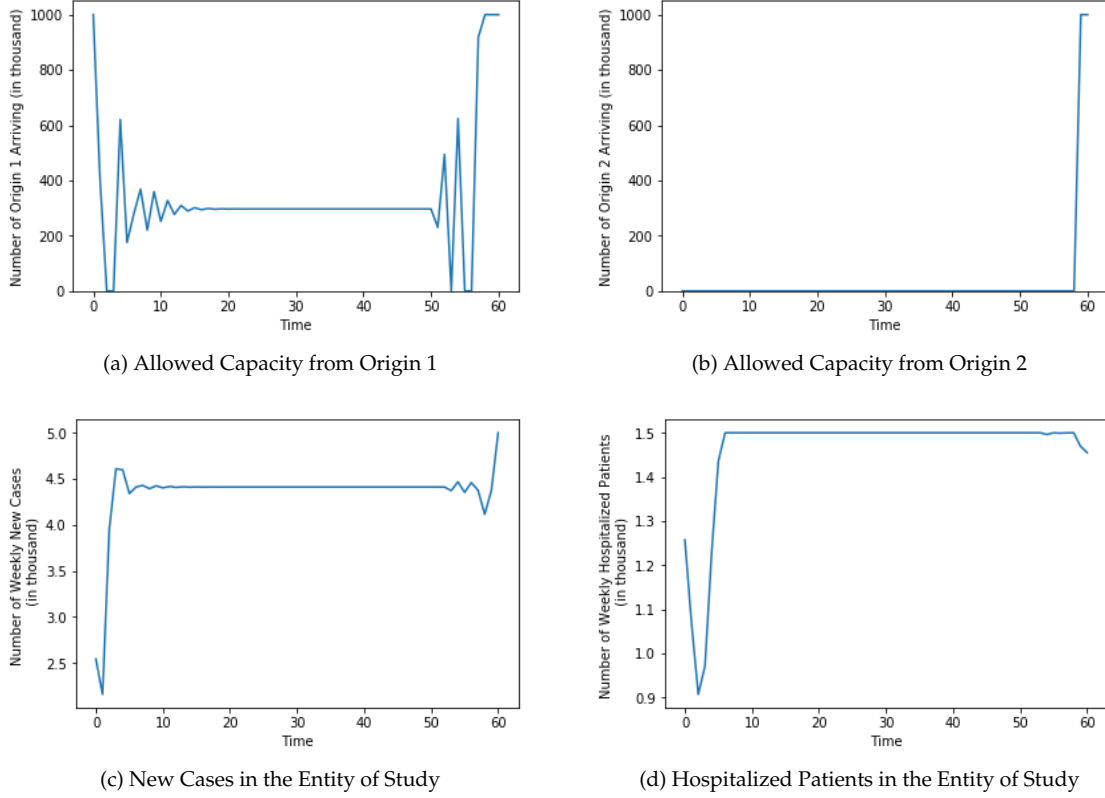 Number of Origin 1 Arriving (in thousand)
1000
800
600
400
200
0
0 10 20 30 40 50 60
Time
(a) Allowed Capacity from Origin 1
Number of Origin 2 Arriving (in thousand)
1000
800
600
400
200
0
0 10 20 30 40 50 60
Time
(b) Allowed Capacity from Origin 2
Number of Weekly New Cases
(in thousand)
5.0
4.5
4.0
3.5
3.0
2.5
0 10 20 30 40 50 60
Time
(c) New Cases in the Entity of Study
Number of Weekly Hospitalized Patients
(in thousand)
1.5
1.4
1.3
1.2
1.1
1.0
0.9
0 10 20 30 40 50 60
Time
(d) Hospitalized Patients in the Entity of Study